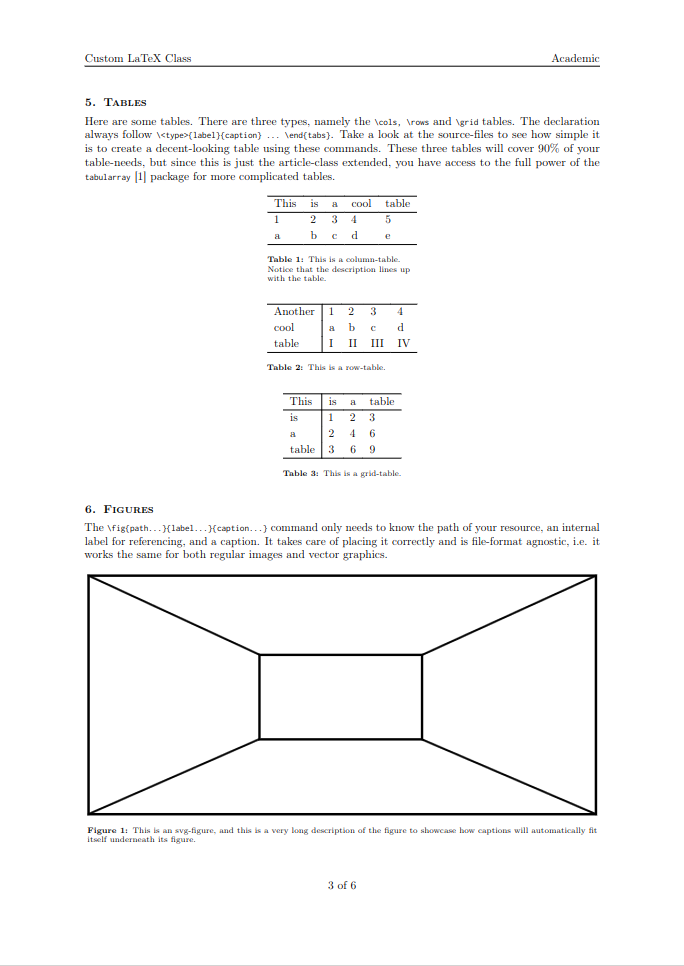 Custom LaTeX Class Academic
5. Tables
Here are some tables. There are three types, namely the \cols, \rows and \grid tables. The declaration
always follow \<type>{label}{caption} ... \end{tabs}. Take a look at the source-files to see how simple it
is to create a decent-looking table using these commands. These three tables will cover 90% of your
table-needs, but since this is just the article-class extended, you have access to the full power of the
tabularray [1] package for more complicated tables.
This is a cool table
1 2 3 4 5
a b c d e
Table 1: This is a column-table.
Notice that the description lines up
with the table.
Another 1 2 3 4
cool a b c d
table I II III IV
Table 2: This is a row-table.
This is a table
is 1 2 3
a 2 4 6
table 3 6 9
Table 3: This is a grid-table.
6. Figures
The \fig{path...}{label...}{caption...} command only needs to know the path of your resource, an internal
label for referencing, and a caption. It takes care of placing it correctly and is file-format agnostic, i.e. it
works the same for both regular images and vector graphics.
Figure 1: This is an svg-figure, and this is a very long description of the figure to showcase how captions will automatically fit
itself underneath its figure.
3 of 6